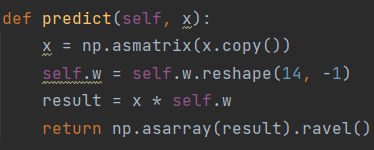 def predict(self, x):
    x = np.asmatrix(x.copy())
    self.w = self.w.reshape(14, -1)
    result = x * self.w
    return np.asarray(result).ravel()